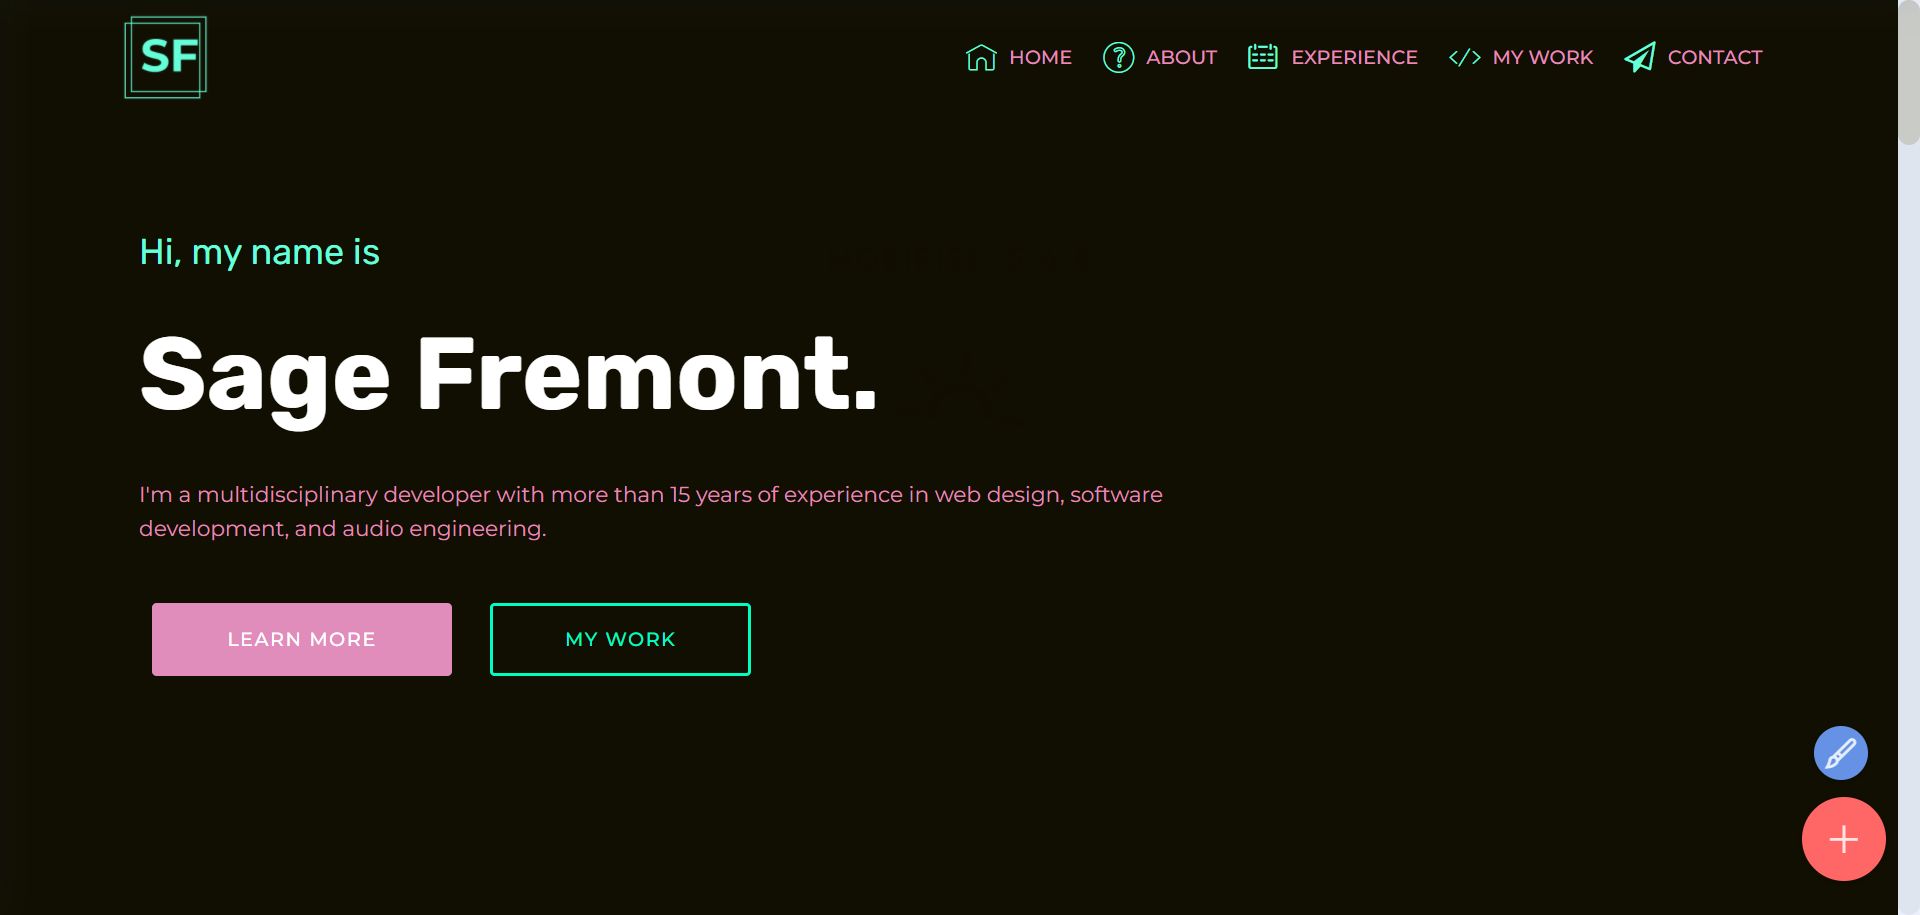 SF
HOME
ABOUT
EXPERIENCE
MY WORK
CONTACT
Hi, my name is
Sage Fremont.
I'm a multidisciplinary developer with more than 15 years of experience in web design, software
development, and audio engineering.
LEARN MORE
MY WORK